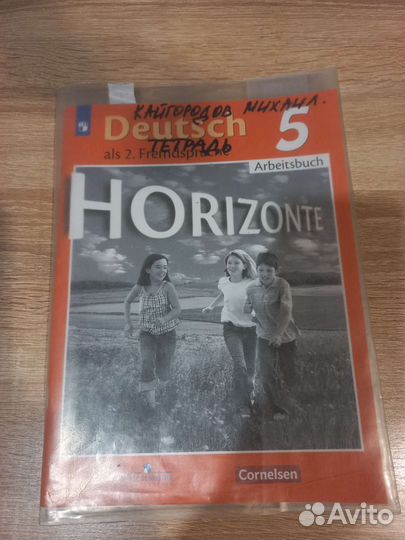 КАЙГОРОДОВ МИХАИЛ.
Deutsch 5
ТЕТРАДЬ
als 2. Fremdsprache
Arbeitsbuch
HORIZONTE
Cornelsen
Avito